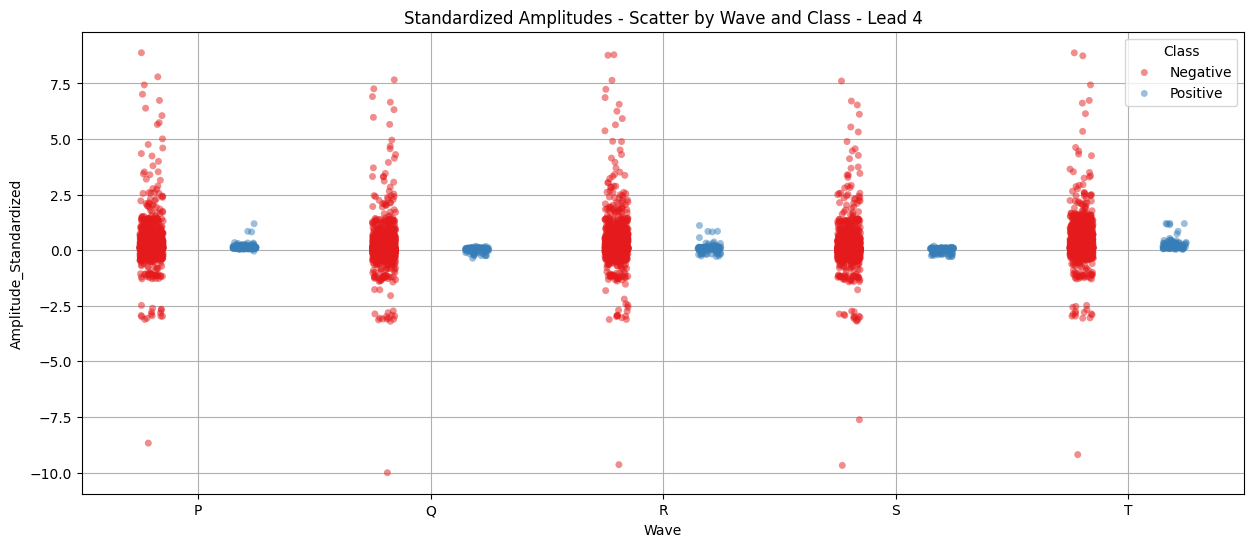 Standardized Amplitudes - Scatter by Wave and Class - Lead 4
Class
Negative
Positive
7.5
5.0
2.5
0.0
−2.5
−5.0
−7.5
−10.0
Amplitude_Standardized
P
Q
R
S
T
Wave